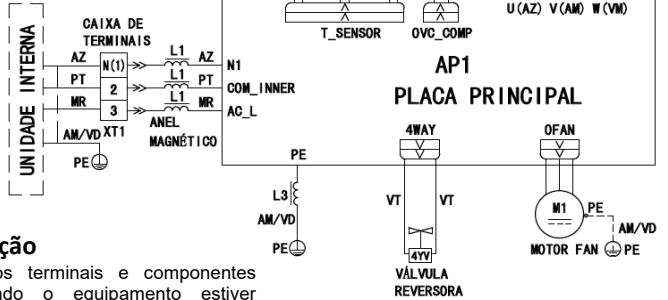 U(AZ) V(AM) W(VM)
CAIXA DE
TERMINAIS
T_SENSOR
OVC_COMP
UNIDADE INTERNA
AZ
N(1)
L1
AZ
N1
PT
2
L1
PT
COM_INNER
MR
3
L1
MR
AC_L
AM/VD
XT1
ANEL
MAGNÉTICO
PE
AP1
PLACA PRINCIPAL
4WAY
OFAN
PE
L3
AM/VD
PE
VT
VT
4YV
VÁLVULA
REVERSORA
M1
PE
AM/VD
MOTOR FAN
PE
ção
os terminais e componentes
ndo o equipamento estiver